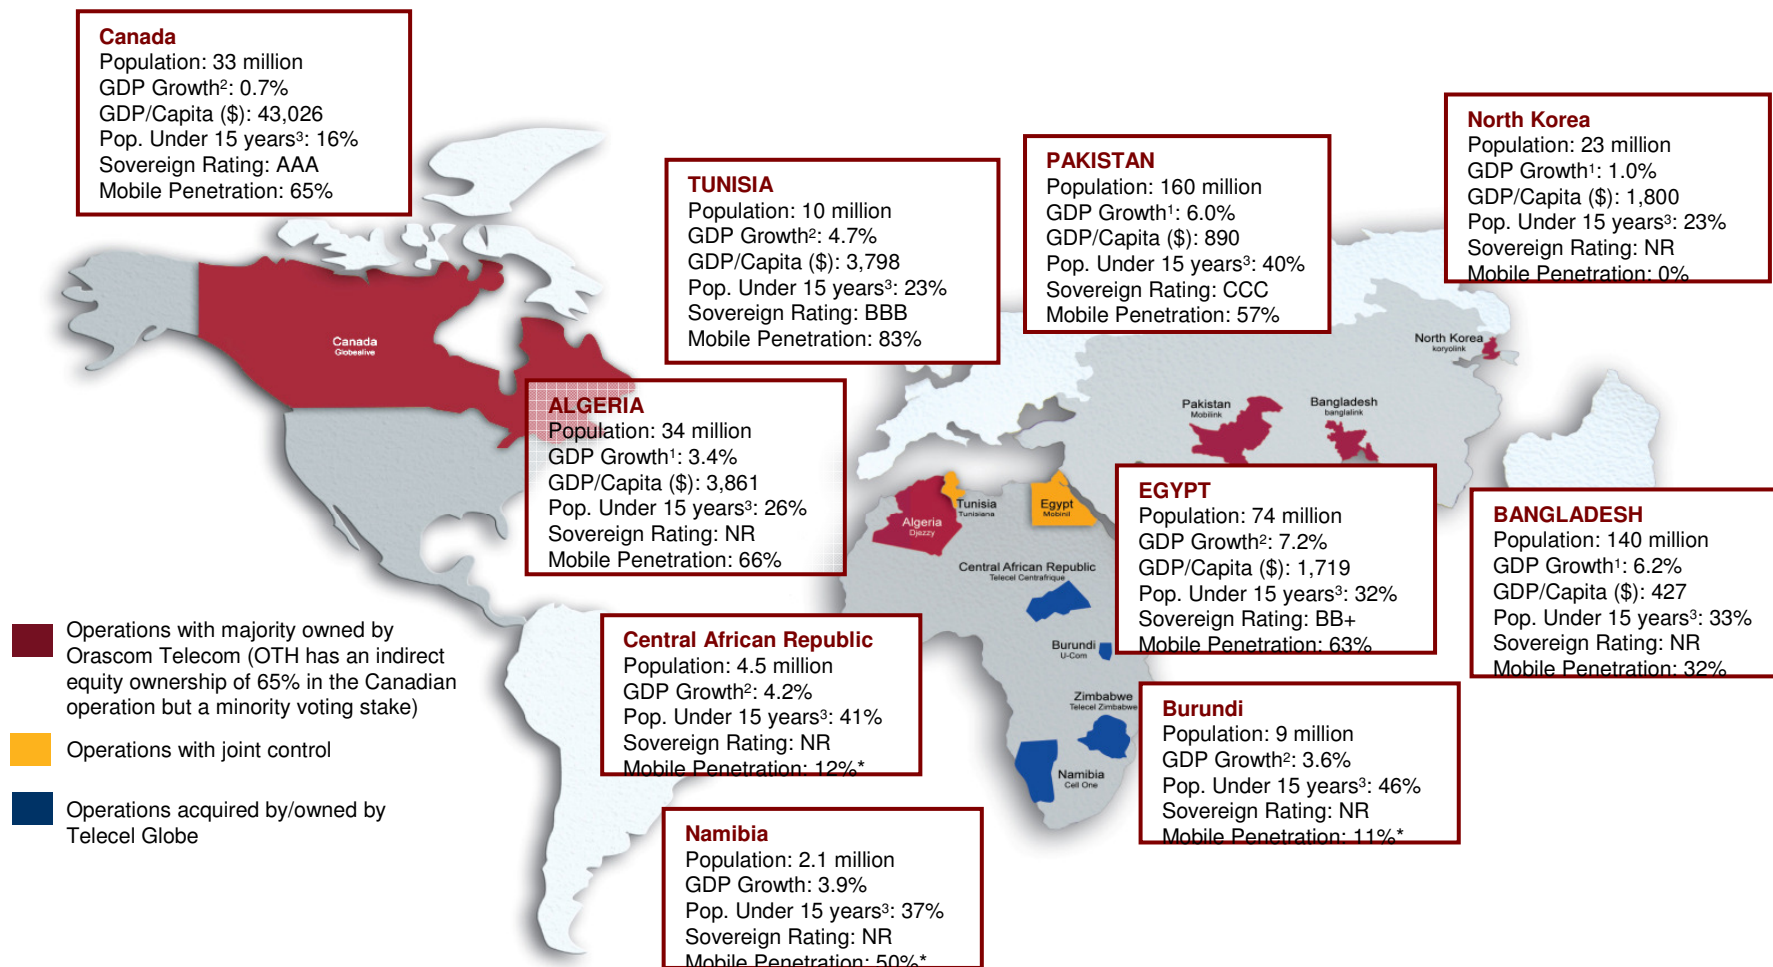 Canada
Population: 33 million
GDP Growth²: 0.7%
GDP/Capita ($): 43,026
Pop. Under 15 years³: 16%
Sovereign Rating: AAA
Mobile Penetration: 65%
North Korea
Population: 23 million
GDP Growth¹: 1.0%
GDP/Capita ($): 1,800
Pop. Under 15 years³: 23%
Sovereign Rating: NR
Mobile Penetration: 0%
PAKISTAN
Population: 160 million
GDP Growth¹: 6.0%
GDP/Capita ($): 890
Pop. Under 15 years³: 40%
Sovereign Rating: CCC
Mobile Penetration: 57%
TUNISIA
Population: 10 million
GDP Growth²: 4.7%
GDP/Capita ($): 3,798
Pop. Under 15 years³: 23%
Sovereign Rating: BBB
Mobile Penetration: 83%
Canada
Globealive
North Korea
koryolink
Pakistan
Mobilink
Bangladesh
banglalink
ALGERIA
Population: 34 million
GDP Growth¹: 3.4%
GDP/Capita ($): 3,861
Pop. Under 15 years³: 26%
Sovereign Rating: NR
Mobile Penetration: 66%
Algeria
Djezzy
Tunisia
Tunisiana
Egypt
Mobinil
EGYPT
Population: 74 million
GDP Growth²: 7.2%
GDP/Capita ($): 1,719
Pop. Under 15 years³: 32%
Sovereign Rating: BB+
Mobile Penetration: 63%
BANGLADESH
Population: 140 million
GDP Growth¹: 6.2%
GDP/Capita ($): 427
Pop. Under 15 years³: 33%
Sovereign Rating: NR
Mobile Penetration: 32%
Central African Republic
Telecel Centrafrique
Burundi
U-Com
Zimbabwe
Telecel Zimbabwe
Namibia
Cell One
Operations with majority owned by
Orascom Telecom (OTH has an indirect
equity ownership of 65% in the Canadian
operation but a minority voting stake)
Operations with joint control
Operations acquired by/owned by
Telecel Globe
Central African Republic
Population: 4.5 million
GDP Growth²: 4.2%
Pop. Under 15 years³: 41%
Sovereign Rating: NR
Mobile Penetration: 12%*
Burundi
Population: 9 million
GDP Growth²: 3.6%
Pop. Under 15 years³: 46%
Sovereign Rating: NR
Mobile Penetration: 11%*
Namibia
Population: 2.1 million
GDP Growth: 3.9%
Pop. Under 15 years³: 37%
Sovereign Rating: NR
Mobile Penetration: 50%*